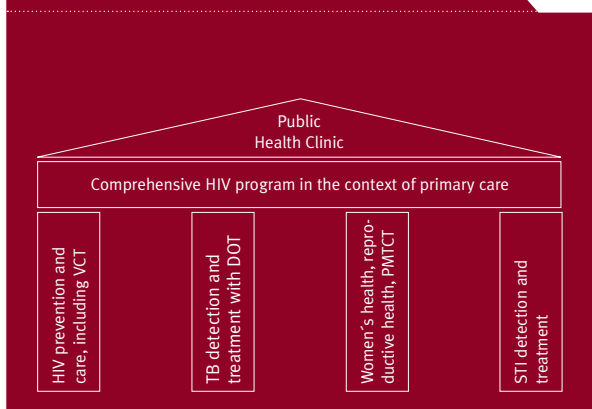 Public
Health Clinic
Comprehensive HIV program in the context of primary care
HIV prevention and
care, including VCT
TB detection and
treatment with DOT
Women´s health, repro-
ductive health, PMTCT
STI detection and
treatment